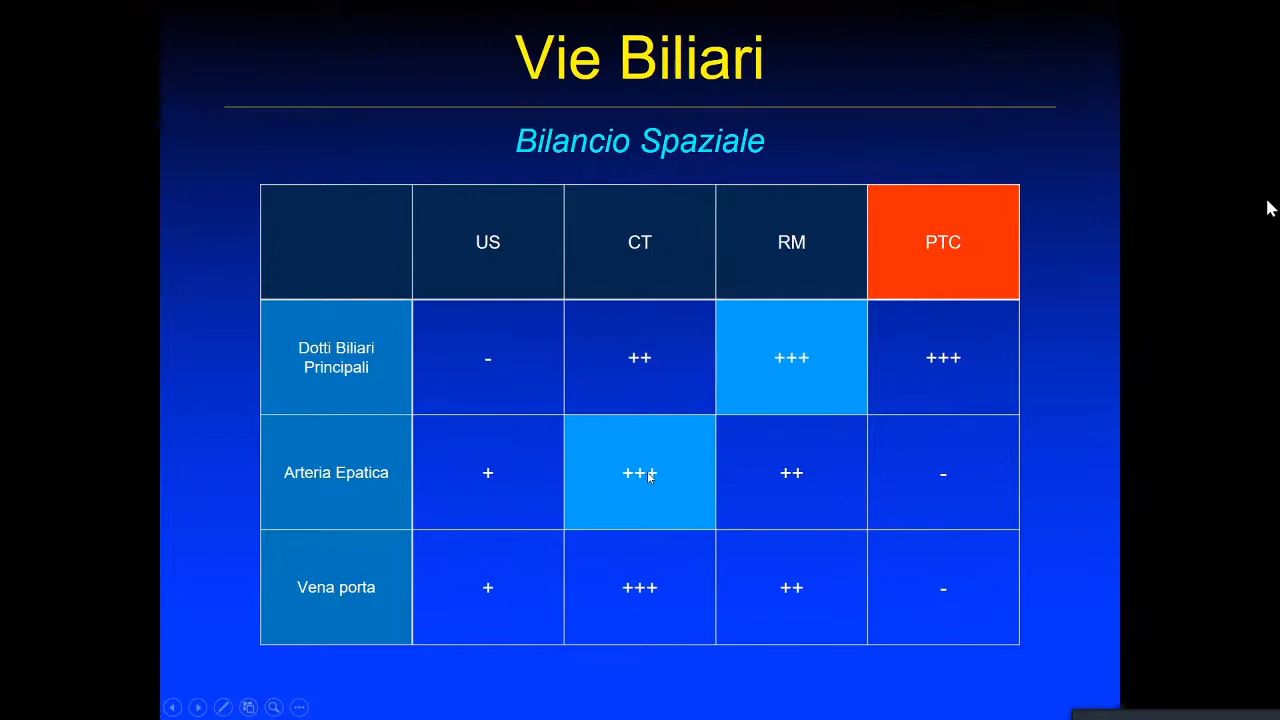 Vie Biliari
Bilancio Spaziale
US CT RM PTC
Dotti Biliari
Principali - ++ +++ +++
Arteria Epatica + +++ ++ -
Vena porta + +++ ++ -